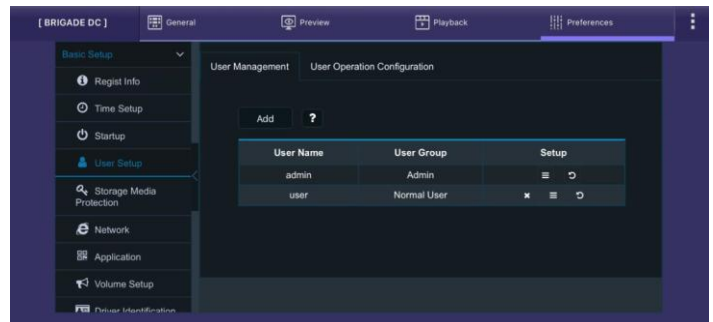 [ BRIGADE DC ] General Preview Playback Preferences
Basic Setup
Regist Info
Time Setup
Startup
User Setup
Storage Media
Protection
Network
Application
Volume Setup
Driver Identification
User Management User Operation Configuration
Add ?
User Name User Group Setup
admin Admin
user Normal User